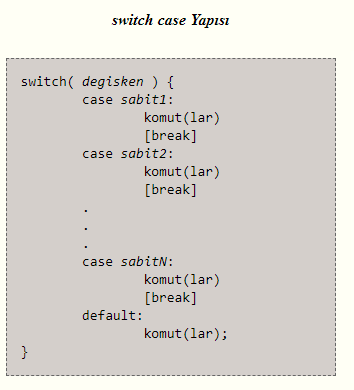 switch case Yapısı
switch( degisken ) {
case sabit1:
komut(lar)
[break]
case sabit2:
komut(lar)
[break]
.
.
.
case sabitN:
komut(lar)
[break]
default:
komut(lar);
}